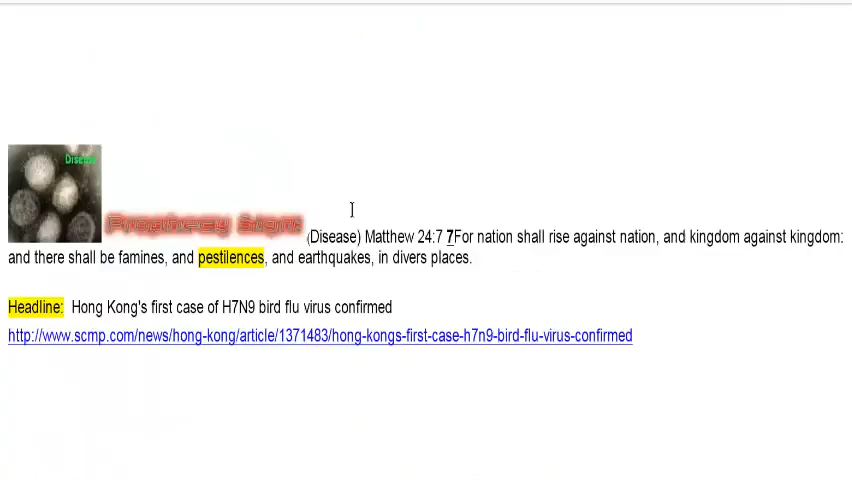 Disease
Prophecy Sign: (Disease) Matthew 24:7 7For nation shall rise against nation, and kingdom against kingdom:
and there shall be famines, and pestilences, and earthquakes, in divers places.
Headline: Hong Kong's first case of H7N9 bird flu virus confirmed
http://www.scmp.com/news/hong-kong/article/1371483/hong-kongs-first-case-h7n9-bird-flu-virus-confirmed